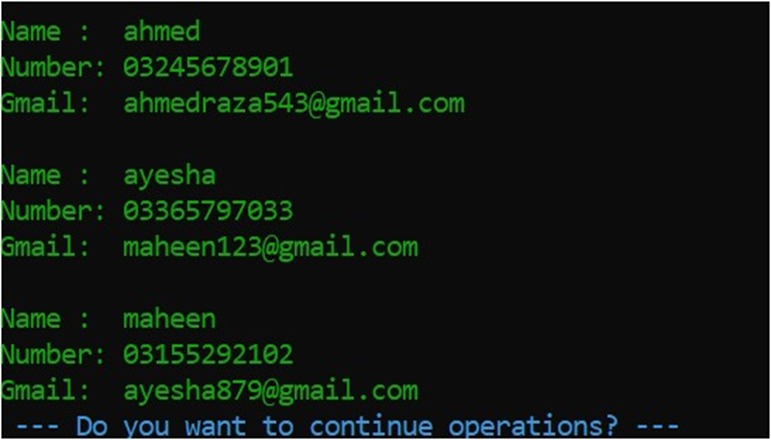 Name :  ahmed
Number: 03245678901
Gmail:  ahmedraza543@gmail.com
Name :  ayesha
Number: 03365797033
Gmail:  maheen123@gmail.com
Name :  maheen
Number: 03155292102
Gmail:  ayesha879@gmail.com
--- Do you want to continue operations? ---